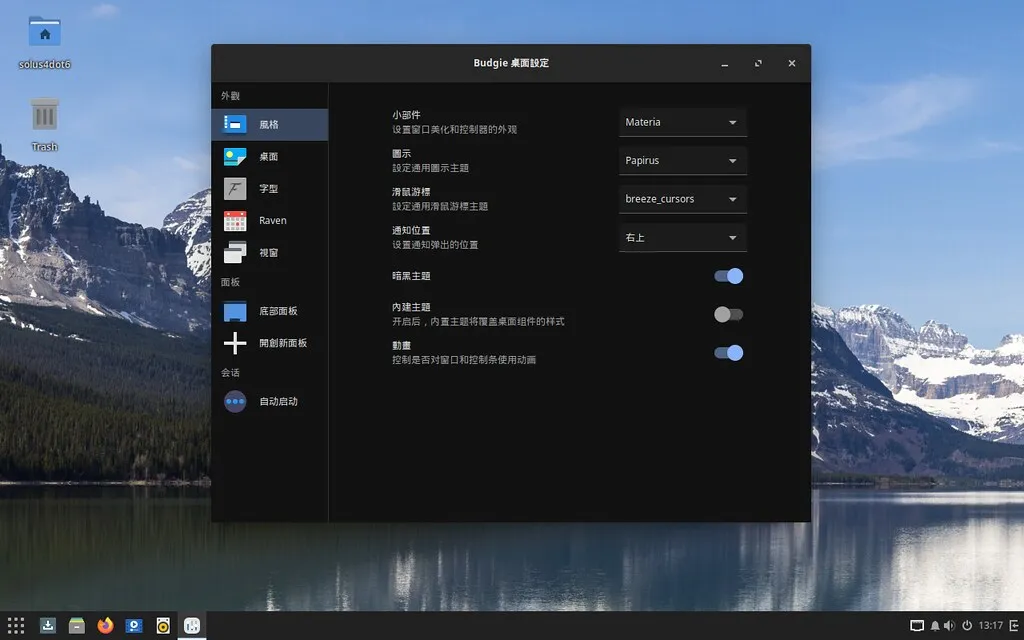 solus4dot6
Trash
Budgie 桌面設定
外觀
風格
桌面
字型
Raven
視窗
面板
底部面板
開創新面板
会话
自动启动
小部件
设置窗口美化和控制器的外观
Materia
圖示
設定通用圖示主題
Papirus
滑鼠游標
設定通用滑鼠游標主題
breeze_cursors
通知位置
设置通知弹出的位置
右上
暗黑主題
內建主題
开启后，内置主题将覆盖桌面组件的样式
動畫
控制是否对窗口和控制条使用动画
13:17